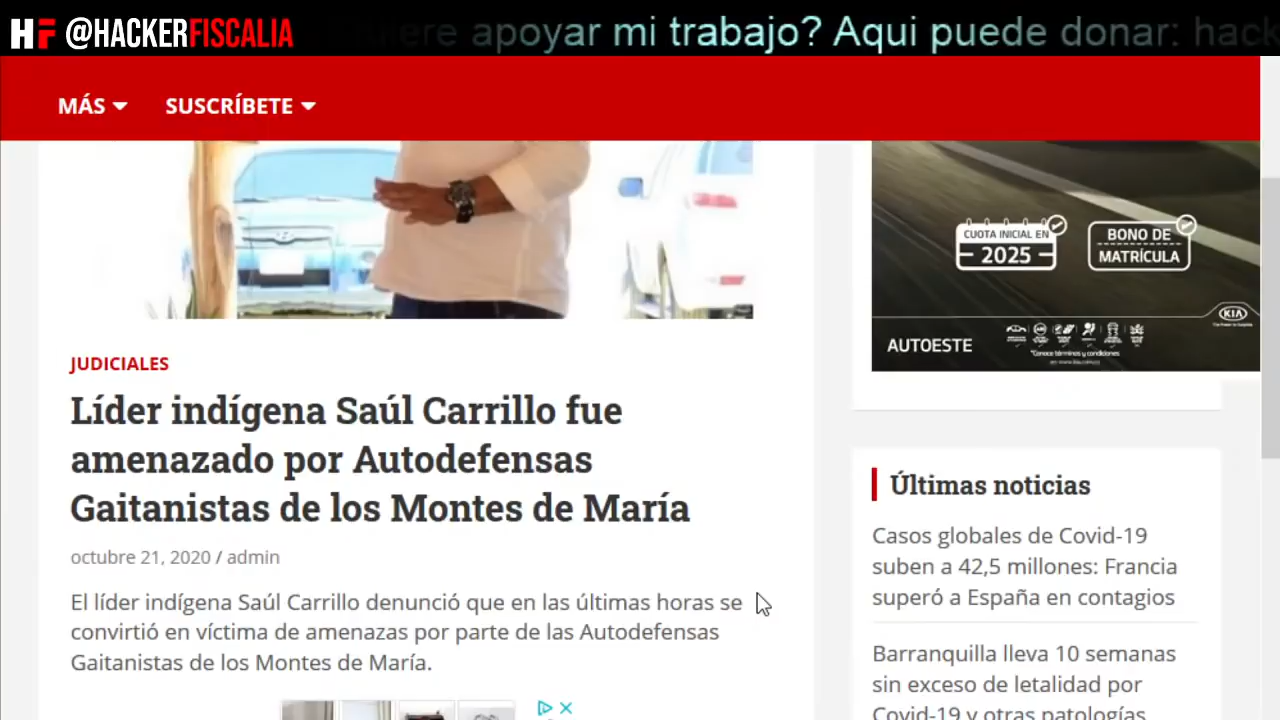 HF @HACKERFISCALIA
apoyar mi trabajo? Aqui puede donar: hack
MÁS
SUSCRÍBETE
CUOTA INICIAL EN
2025
BONO DE
MATRÍCULA
KIA
AUTOESTE
JUDICIALES
Líder indígena Saúl Carrillo fue
amenazado por Autodefensas
Gaitanistas de los Montes de María
octubre 21, 2020 / admin
El líder indígena Saúl Carrillo denunció que en las últimas horas se
convirtió en víctima de amenazas por parte de las Autodefensas
Gaitanistas de los Montes de María.
Últimas noticias
Casos globales de Covid-19
suben a 42,5 millones: Francia
superó a España en contagios
Barranquilla lleva 10 semanas
sin exceso de letalidad por
Covid-19 y otras patologías